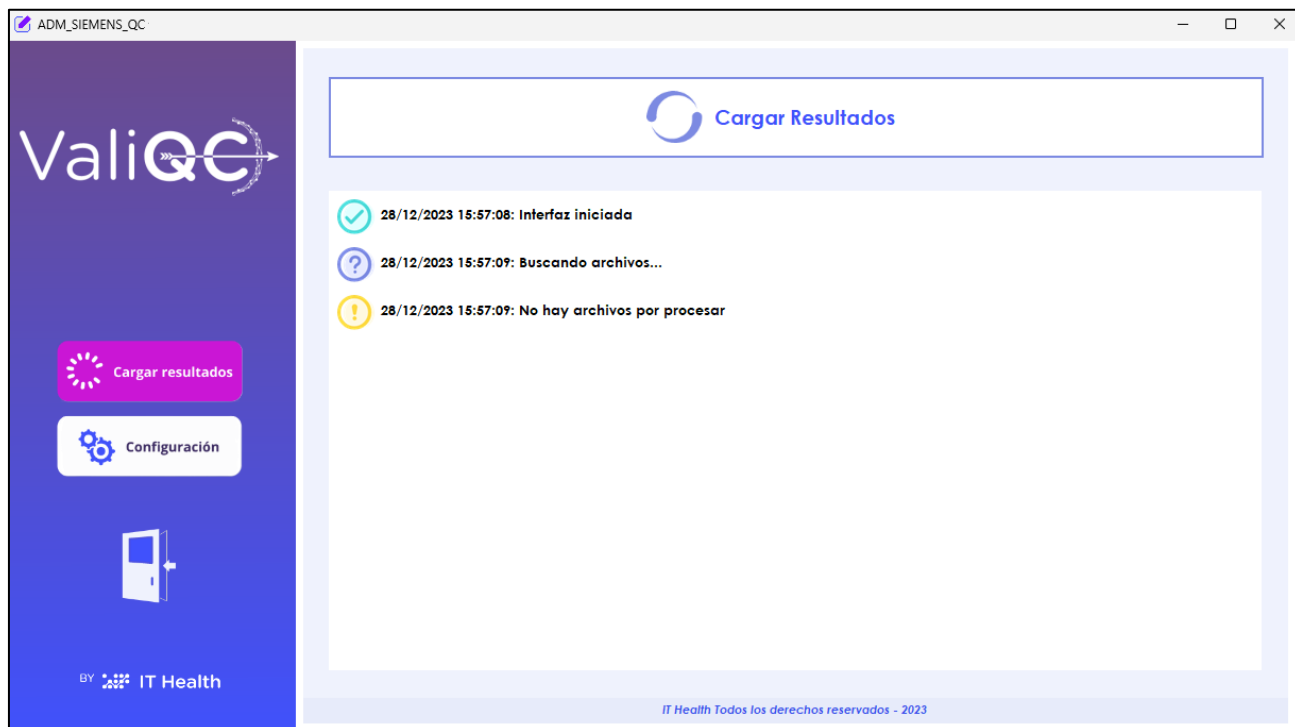 ADM_SIEMENS_QC
ValiQC
Cargar Resultados
28/12/2023 15:57:08: Interfaz iniciada
28/12/2023 15:57:09: Buscando archivos...
28/12/2023 15:57:09: No hay archivos por procesar
Cargar resultados
Configuración
BY IT Health
IT Health Todos los derechos reservados - 2023